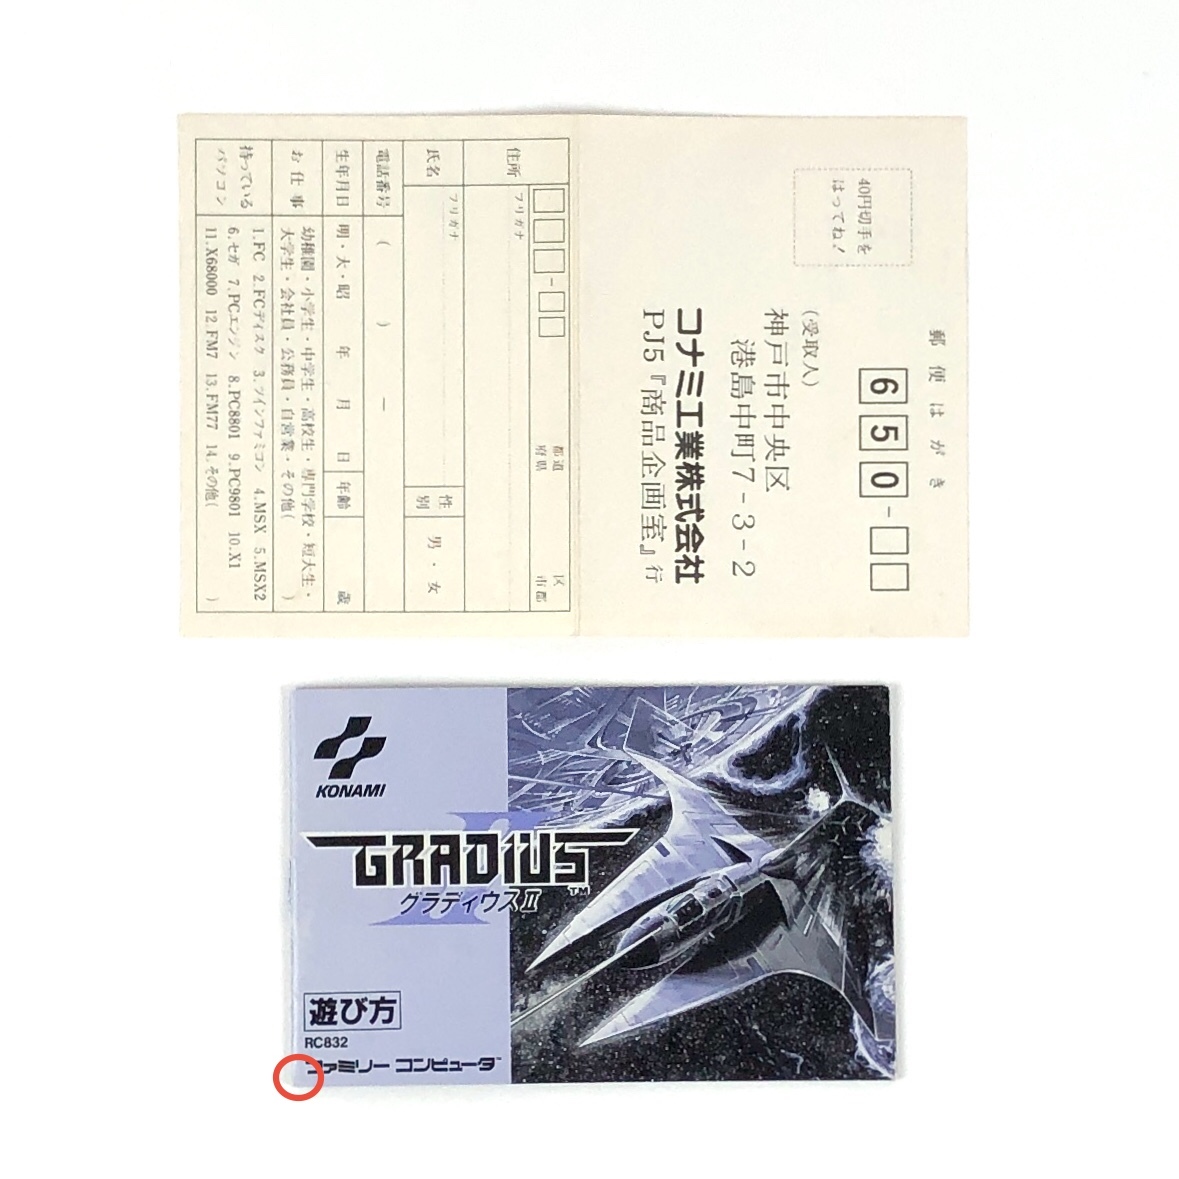 郵便はがき
650-
40円切手を
はってね!
(受取人)
神戸市中央区
港島中町7-3-2
コナミ工業株式会社
PJ5『商品企画室』行
住所
都道
府県
区
市郡
フリガナ
氏名
フリガナ
性別
男・女
電話番号
( ) ー
生年月日
明・大・昭 年 月 日
年齢
歳
お仕事
幼稚園・小学生・中学生・高校生・専門学校・短大生・
大学生・会社員・公務員・自営業・その他( )
持っている
パソコン
1.FC 2.FCディスク 3.ツインファミコン 4.MSX 5.MSX2
6.セガ 7.PCエンジン 8.PC8801 9.PC9801 10.X1
11.X68000 12.FM7 13.FM77 14.その他( )
KONAMI
II
GRADIUS
TM
グラディウスII
遊び方
RC832
ファミリーコンピュータ™